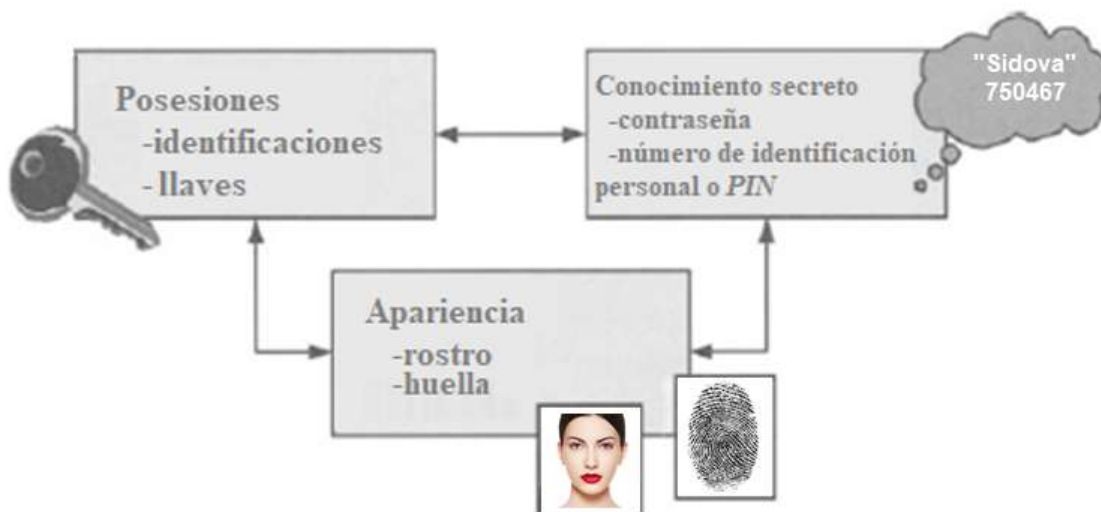 Posesiones
-identificaciones
-llaves
Conocimiento secreto
-contraseña
-número de identificación
personal o PIN
"Sidova"
750467
Apariencia
-rostro
-huella